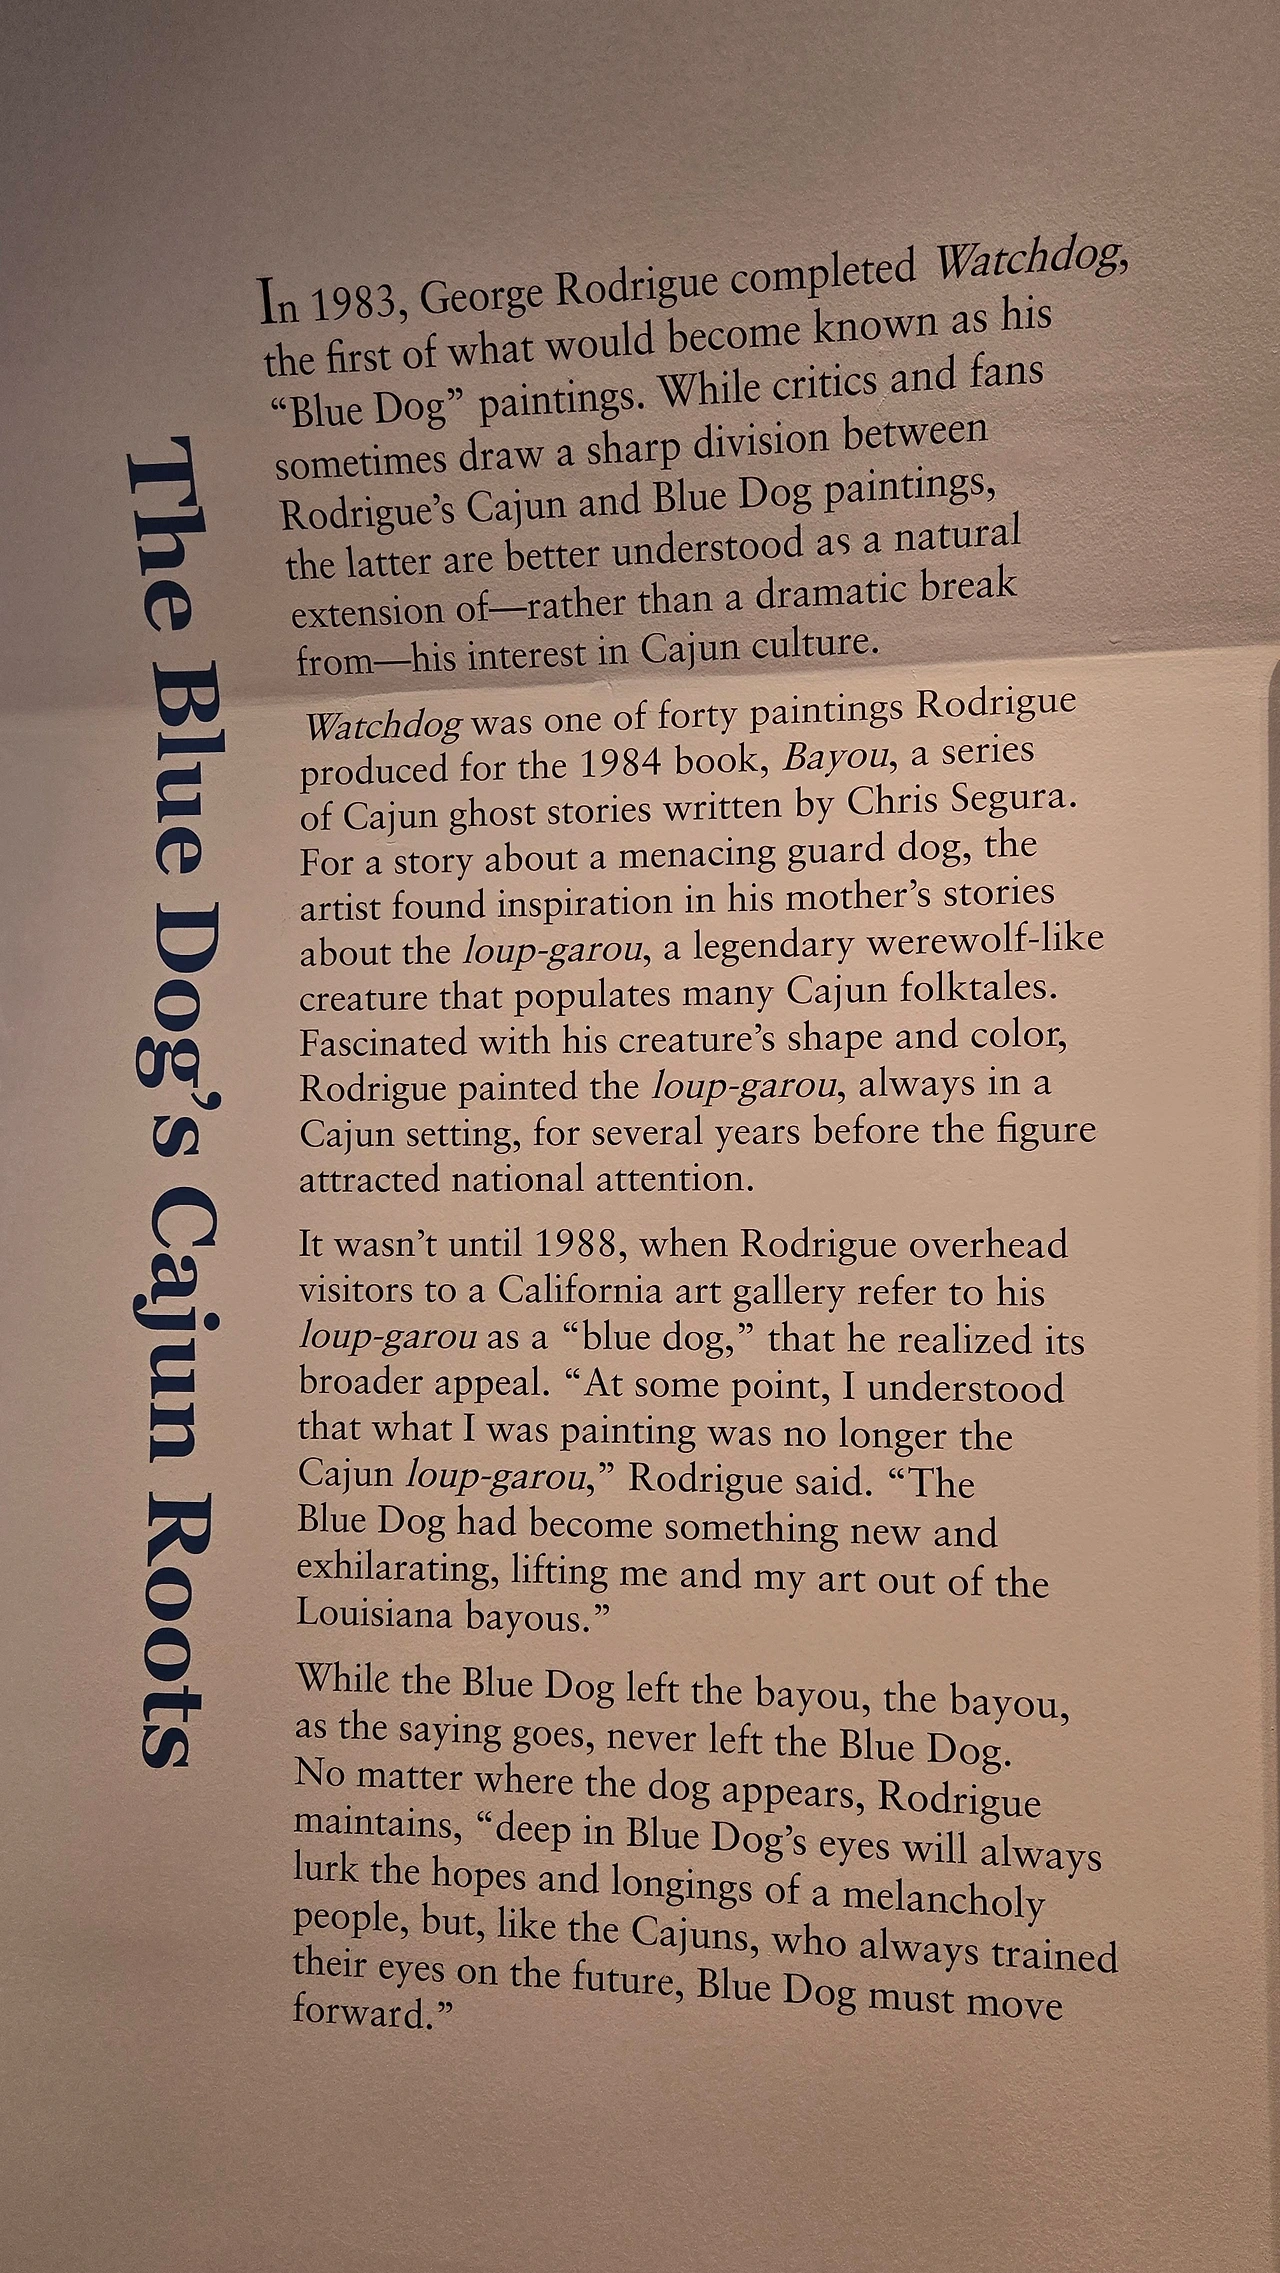 The Blue Dog's Cajun Roots
In 1983, George Rodrigue completed Watchdog,
the first of what would become known as his
“Blue Dog” paintings. While critics and fans
sometimes draw a sharp division between
Rodrigue’s Cajun and Blue Dog paintings,
the latter are better understood as a natural
extension of—rather than a dramatic break
from—his interest in Cajun culture.
Watchdog was one of forty paintings Rodrigue
produced for the 1984 book, Bayou, a series
of Cajun ghost stories written by Chris Segura.
For a story about a menacing guard dog, the
artist found inspiration in his mother’s stories
about the loup-garou, a legendary werewolf-like
creature that populates many Cajun folktales.
Fascinated with his creature’s shape and color,
Rodrigue painted the loup-garou, always in a
Cajun setting, for several years before the figure
attracted national attention.
It wasn’t until 1988, when Rodrigue overhead
visitors to a California art gallery refer to his
loup-garou as a “blue dog,” that he realized its
broader appeal. “At some point, I understood
that what I was painting was no longer the
Cajun loup-garou,” Rodrigue said. “The
Blue Dog had become something new and
exhilarating, lifting me and my art out of the
Louisiana bayous.”
While the Blue Dog left the bayou, the bayou,
as the saying goes, never left the Blue Dog.
No matter where the dog appears, Rodrigue
maintains, “deep in Blue Dog’s eyes will always
lurk the hopes and longings of a melancholy
people, but, like the Cajuns, who always trained
their eyes on the future, Blue Dog must move
forward.”